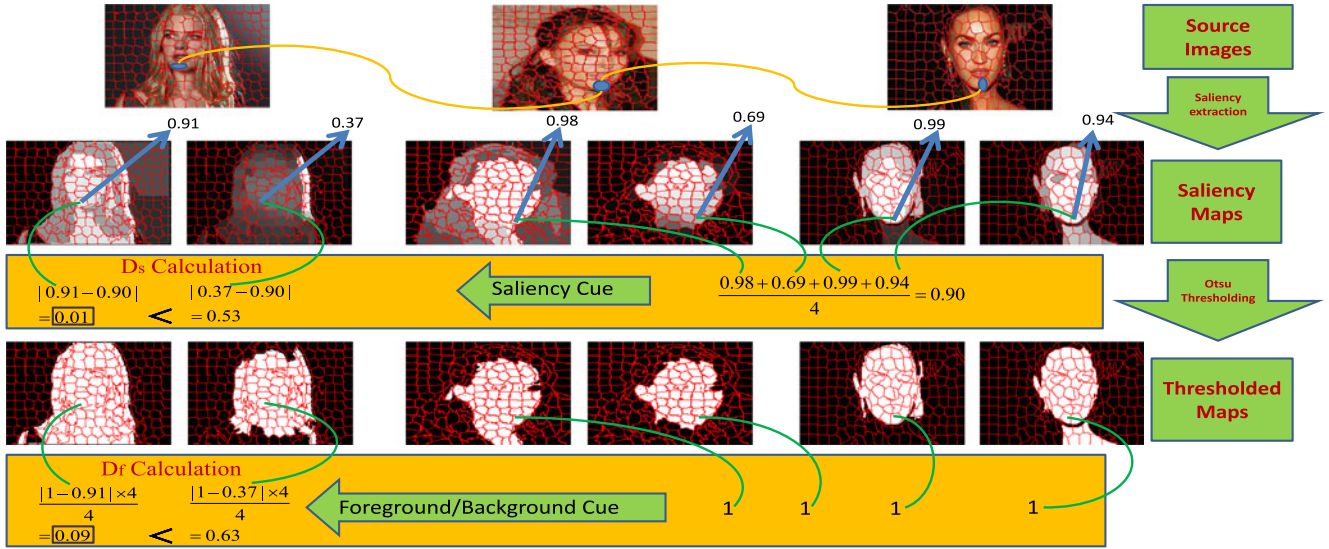 Source
Images
Saliency
extraction
0.91
0.37
0.98
0.69
0.99
0.94
Saliency
Maps
Ds Calculation
|0.91−0.90|
|0.37−0.90|
=0.01 < =0.53
Saliency Cue
0.98+0.69+0.99+0.94
4
=0.90
Otsu
Thresholding
Thresholded
Maps
Df Calculation
|1−0.91|×4
4
|1−0.37|×4
4
=0.09 < =0.63
Foreground/Background Cue
1 1 1 1